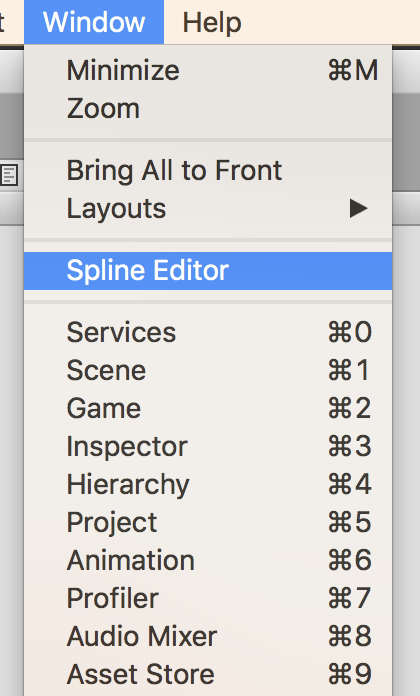 t Window Help
Minimize ⌘M
Zoom
Bring All to Front
Layouts ▶
Spline Editor
Services ⌘0
Scene ⌘1
Game ⌘2
Inspector ⌘3
Hierarchy ⌘4
Project ⌘5
Animation ⌘6
Profiler ⌘7
Audio Mixer ⌘8
Asset Store ⌘9